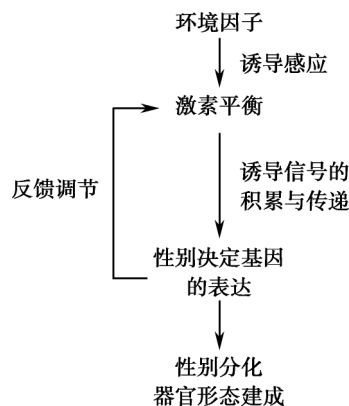 环境因子
诱导感应
激素平衡
诱导信号的
积累与传递
反馈调节
性别决定基因
的表达
性别分化
器官形态建成